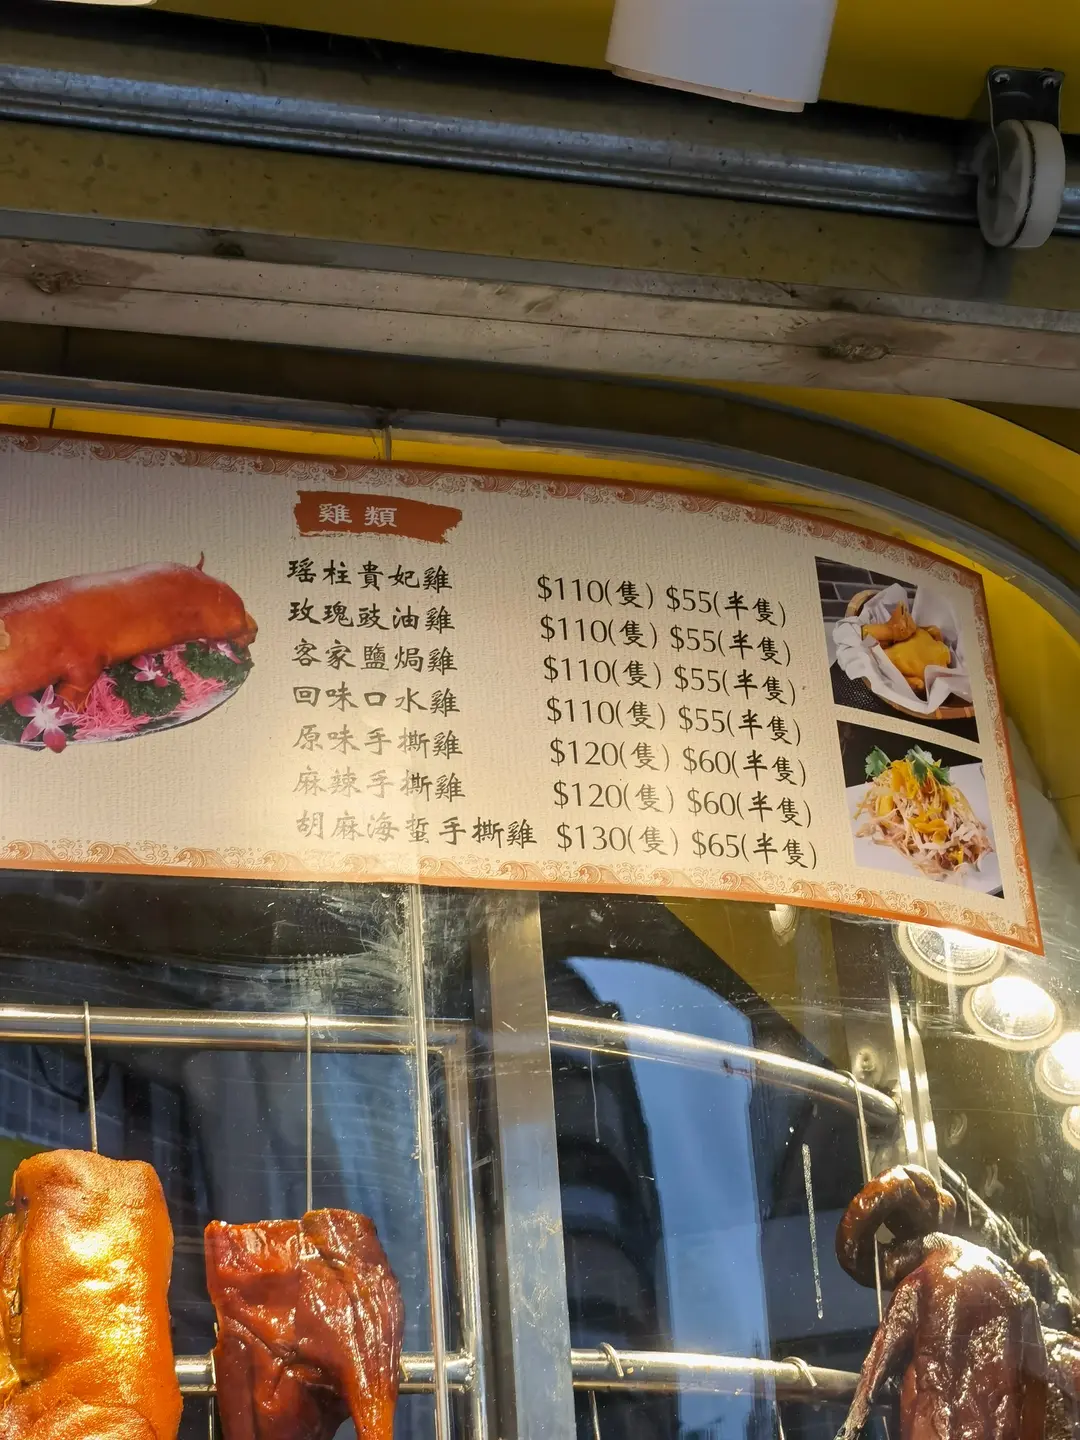 雞類
瑶柱貴妃雞 $110(隻) $55(半隻)
玫瑰豉油雞 $110(隻) $55(半隻)
客家鹽焗雞 $110(隻) $55(半隻)
回味口水雞 $110(隻) $55(半隻)
原味手撕雞 $120(隻) $60(半隻)
麻辣手撕雞 $120(隻) $60(半隻)
胡麻海蜇手撕雞 $130(隻) $65(半隻)